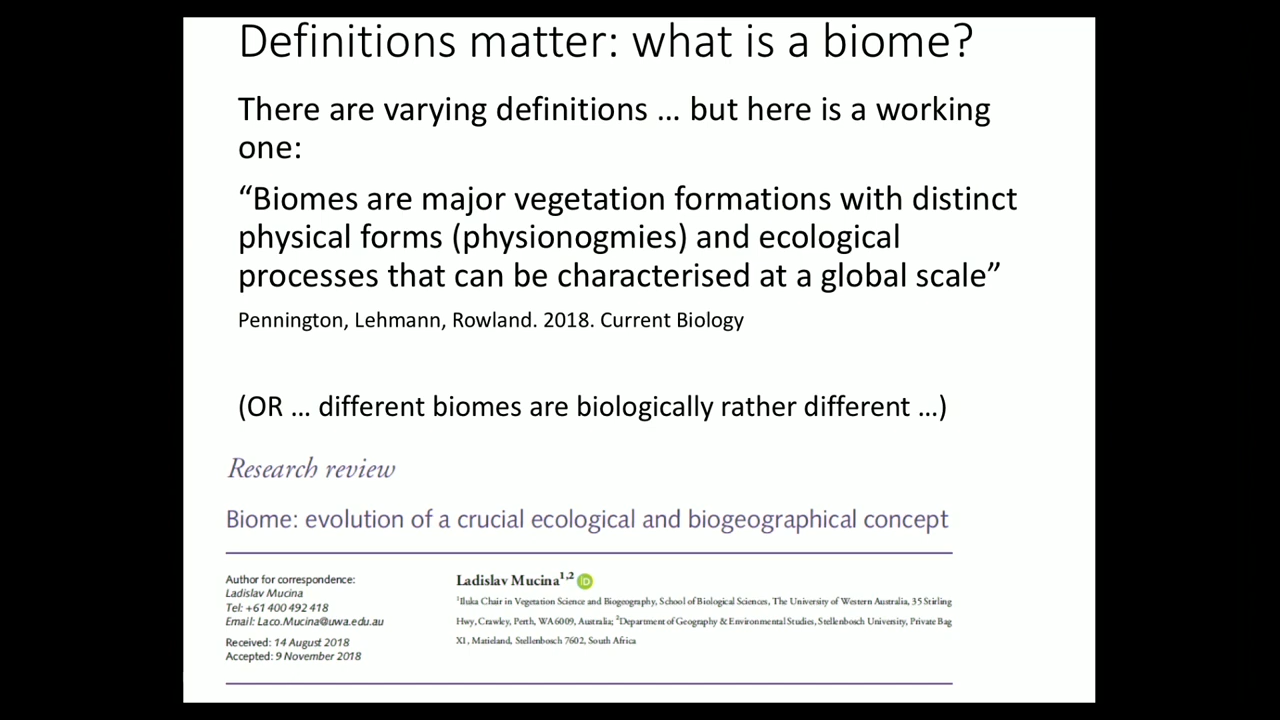 Definitions matter: what is a biome?
There are varying definitions … but here is a working
one:
“Biomes are major vegetation formations with distinct
physical forms (physionogmies) and ecological
processes that can be characterised at a global scale”
Pennington, Lehmann, Rowland. 2018. Current Biology
(OR … different biomes are biologically rather different …)
Research review
Biome: evolution of a crucial ecological and biogeographical concept
Author for correspondence:
Ladislav Mucina
Tel: +61 400 492 418
Email: Laco.Mucina@uwa.edu.au
Received: 14 August 2018
Accepted: 9 November 2018
Ladislav Mucina1,2 iD
1Iluka Chair in Vegetation Science and Biogeography, School of Biological Sciences, The University of Western Australia, 35 Stirling
Hwy, Crawley, Perth, WA 6009, Australia; 2Department of Geography & Environmental Studies, Stellenbosch University, Private Bag
X1, Matieland, Stellenbosch 7602, South Africa